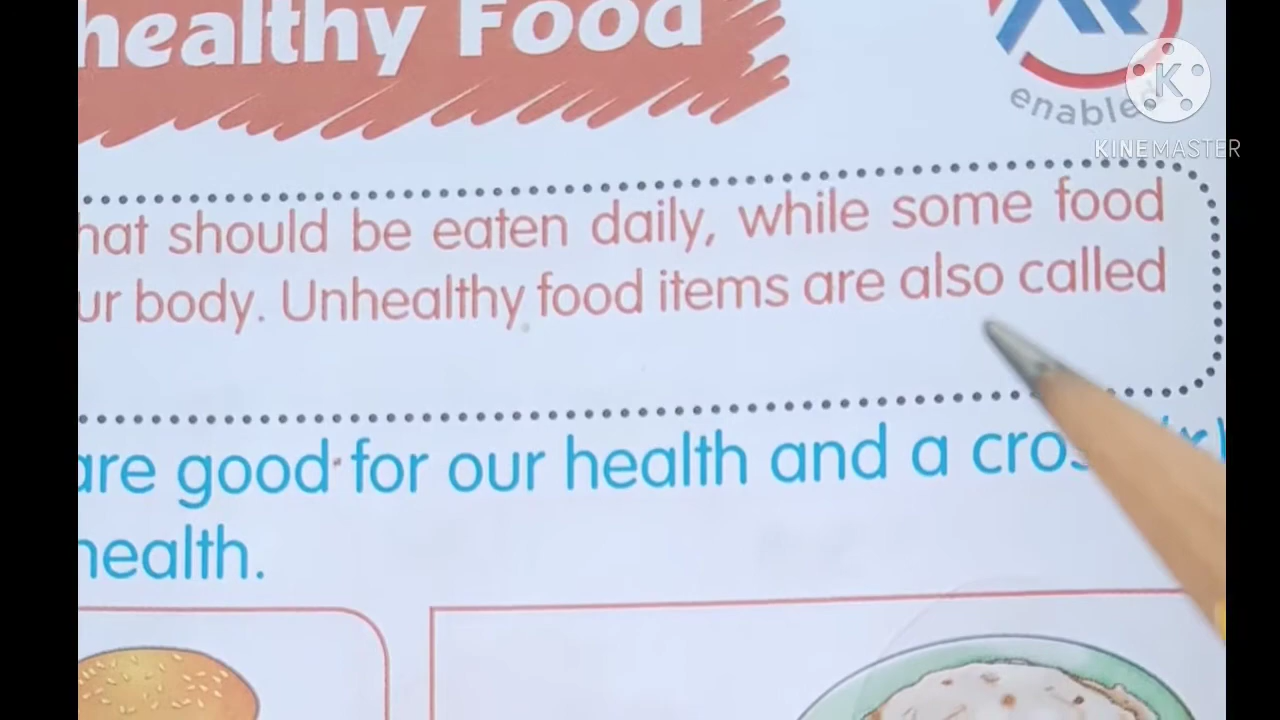 healthy Food
enable
KINEMASTER
hat should be eaten daily, while some food
ur body. Unhealthy food items are also called
are good for our health and a cros
health.